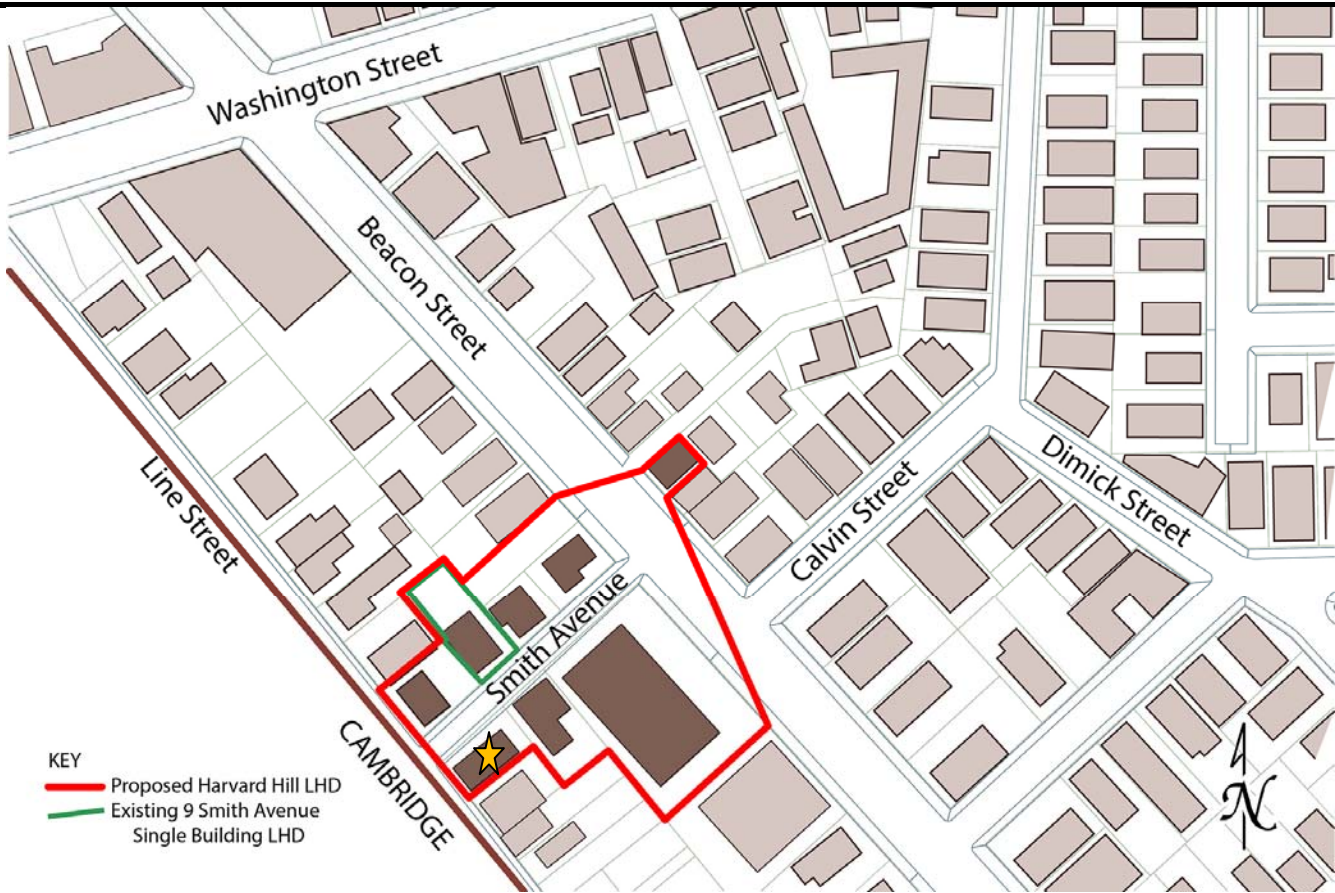 Washington Street
Beacon Street
Line Street
Calvin Street
Dimick Street
Smith Avenue
CAMBRIDGE
KEY
Proposed Harvard Hill LHD
Existing 9 Smith Avenue
Single Building LHD
N